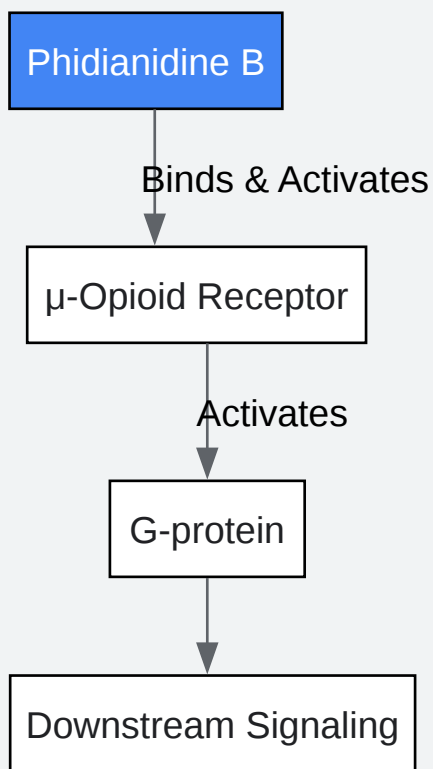 Phidianidine B
Binds & Activates
μ-Opioid Receptor
Activates
G-protein
Downstream Signaling